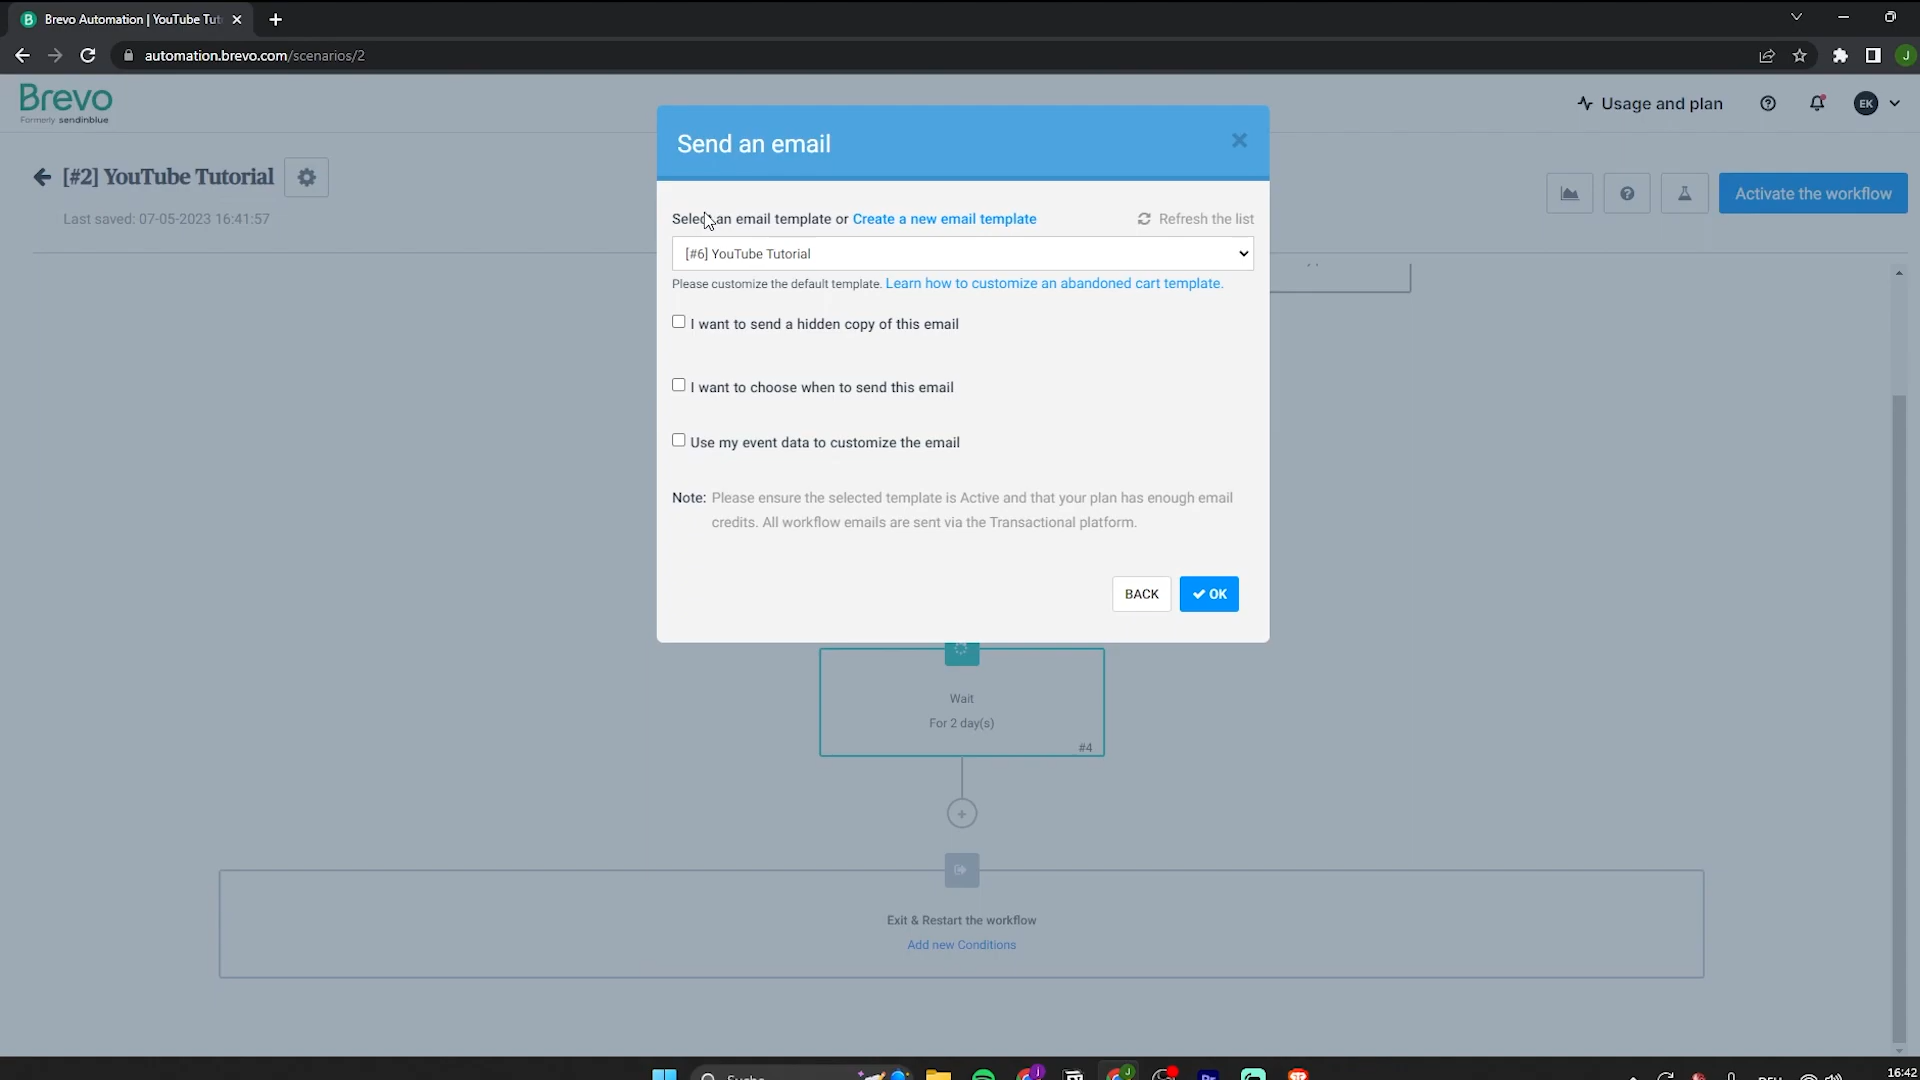 Brevo Automation | YouTube Tut
automation.brevo.com/scenarios/2
J
Brevo
Formerly sendinblue
Usage and plan
EK
[#2] YouTube Tutorial
Last saved: 07-05-2023 16:41:57
Activate the workflow
Send an email
Select an email template or Create a new email template
Refresh the list
[#6] YouTube Tutorial
Please customize the default template. Learn how to customize an abandoned cart template.
I want to send a hidden copy of this email
I want to choose when to send this email
Use my event data to customize the email
Note: Please ensure the selected template is Active and that your plan has enough email
credits. All workflow emails are sent via the Transactional platform.
BACK
OK
Wait
For 2 day(s)
#4
Exit & Restart the workflow
Add new Conditions
Suche
16:42